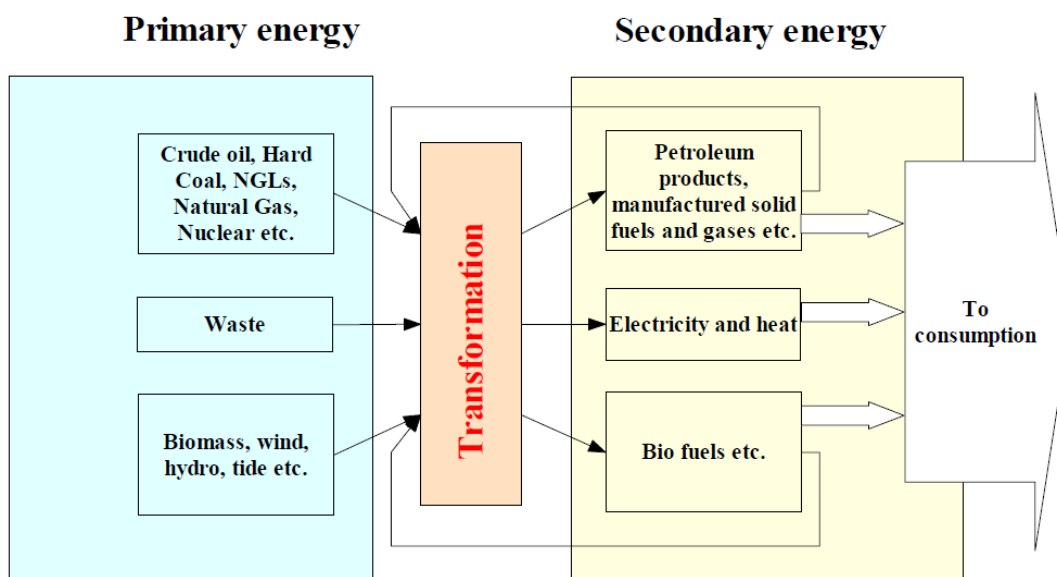 Primary energy
Secondary energy
Crude oil, Hard
Coal, NGLs,
Natural Gas,
Nuclear etc.
Waste
Biomass, wind,
hydro, tide etc.
Transformation
Petroleum
products,
manufactured solid
fuels and gases etc.
Electricity and heat
Bio fuels etc.
To
consumption